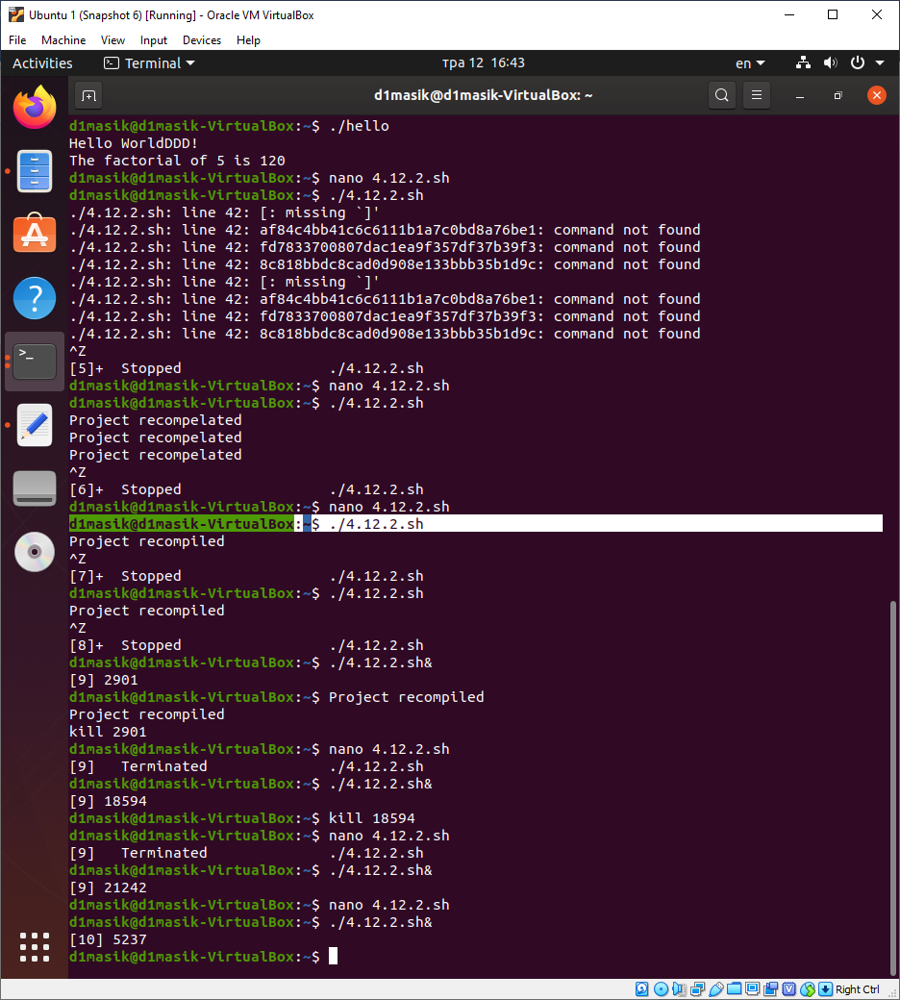 Ubuntu 1 (Snapshot 6) [Running] - Oracle VM VirtualBox
File Machine View Input Devices Help
Activities Terminal тра 12 16:43 en
d1masik@d1masik-VirtualBox: ~
d1masik@d1masik-VirtualBox:~$ ./hello
Hello WorldDDD!
The factorial of 5 is 120
d1masik@d1masik-VirtualBox:~$ nano 4.12.2.sh
d1masik@d1masik-VirtualBox:~$ ./4.12.2.sh
./4.12.2.sh: line 42: [: missing `]'
./4.12.2.sh: line 42: af84c4bb41c6c6111b1a7c0bd8a76be1: command not found
./4.12.2.sh: line 42: fd7833700807dac1ea9f357df37b39f3: command not found
./4.12.2.sh: line 42: 8c818bbdc8cad0d908e133bbb35b1d9c: command not found
./4.12.2.sh: line 42: [: missing `]'
./4.12.2.sh: line 42: af84c4bb41c6c6111b1a7c0bd8a76be1: command not found
./4.12.2.sh: line 42: fd7833700807dac1ea9f357df37b39f3: command not found
./4.12.2.sh: line 42: 8c818bbdc8cad0d908e133bbb35b1d9c: command not found
^Z
[5]+  Stopped                 ./4.12.2.sh
d1masik@d1masik-VirtualBox:~$ nano 4.12.2.sh
d1masik@d1masik-VirtualBox:~$ ./4.12.2.sh
Project recompelated
Project recompelated
Project recompelated
^Z
[6]+  Stopped                 ./4.12.2.sh
d1masik@d1masik-VirtualBox:~$ nano 4.12.2.sh
d1masik@d1masik-VirtualBox:~$ ./4.12.2.sh
Project recompiled
^Z
[7]+  Stopped                 ./4.12.2.sh
d1masik@d1masik-VirtualBox:~$ ./4.12.2.sh
Project recompiled
^Z
[8]+  Stopped                 ./4.12.2.sh
d1masik@d1masik-VirtualBox:~$ ./4.12.2.sh&
[9] 2901
d1masik@d1masik-VirtualBox:~$ Project recompiled
Project recompiled
kill 2901
d1masik@d1masik-VirtualBox:~$ nano 4.12.2.sh
[9]   Terminated              ./4.12.2.sh
d1masik@d1masik-VirtualBox:~$ ./4.12.2.sh&
[9] 18594
d1masik@d1masik-VirtualBox:~$ kill 18594
d1masik@d1masik-VirtualBox:~$ nano 4.12.2.sh
[9]   Terminated              ./4.12.2.sh
d1masik@d1masik-VirtualBox:~$ ./4.12.2.sh&
[9] 21242
d1masik@d1masik-VirtualBox:~$ nano 4.12.2.sh
d1masik@d1masik-VirtualBox:~$ ./4.12.2.sh&
[10] 5237
d1masik@d1masik-VirtualBox:~$
Right Ctrl